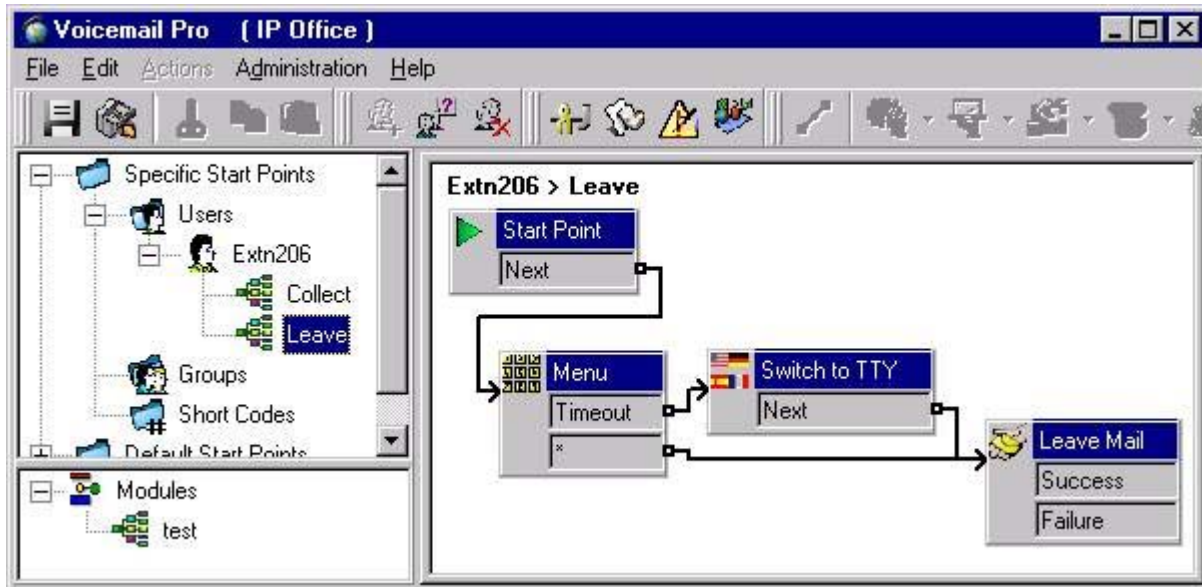 Voicemail Pro ( IP Office )
File Edit Actions Administration Help
Specific Start Points
Users
Extn206
Collect
Leave
Groups
Short Codes
Default Start Points
Modules
test
Extn206 > Leave
Start Point
Next
Menu
Timeout
*
Switch to TTY
Next
Leave Mail
Success
Failure